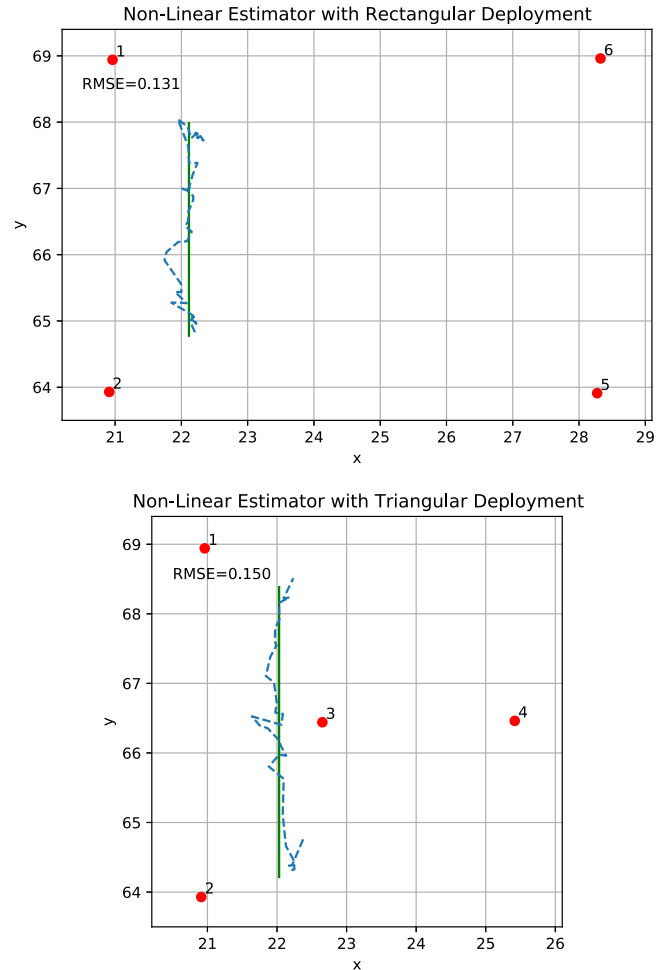 Non-Linear Estimator with Rectangular Deployment
69
1
6
RMSE=0.131
68
67
y
66
65
64
2
5
21 22 23 24 25 26 27 28 29
x
Non-Linear Estimator with Triangular Deployment
69
1
RMSE=0.150
68
67
y
3
4
66
65
64
2
21 22 23 24 25 26
x